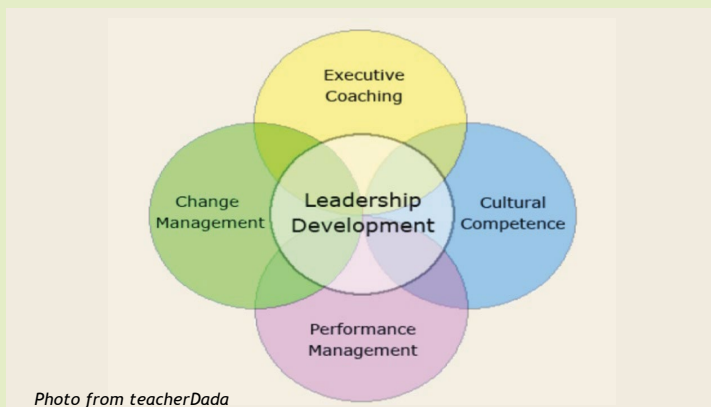 Executive
Coaching
Change
Management
Leadership
Development
Cultural
Competence
Performance
Management
Photo from teacherDada